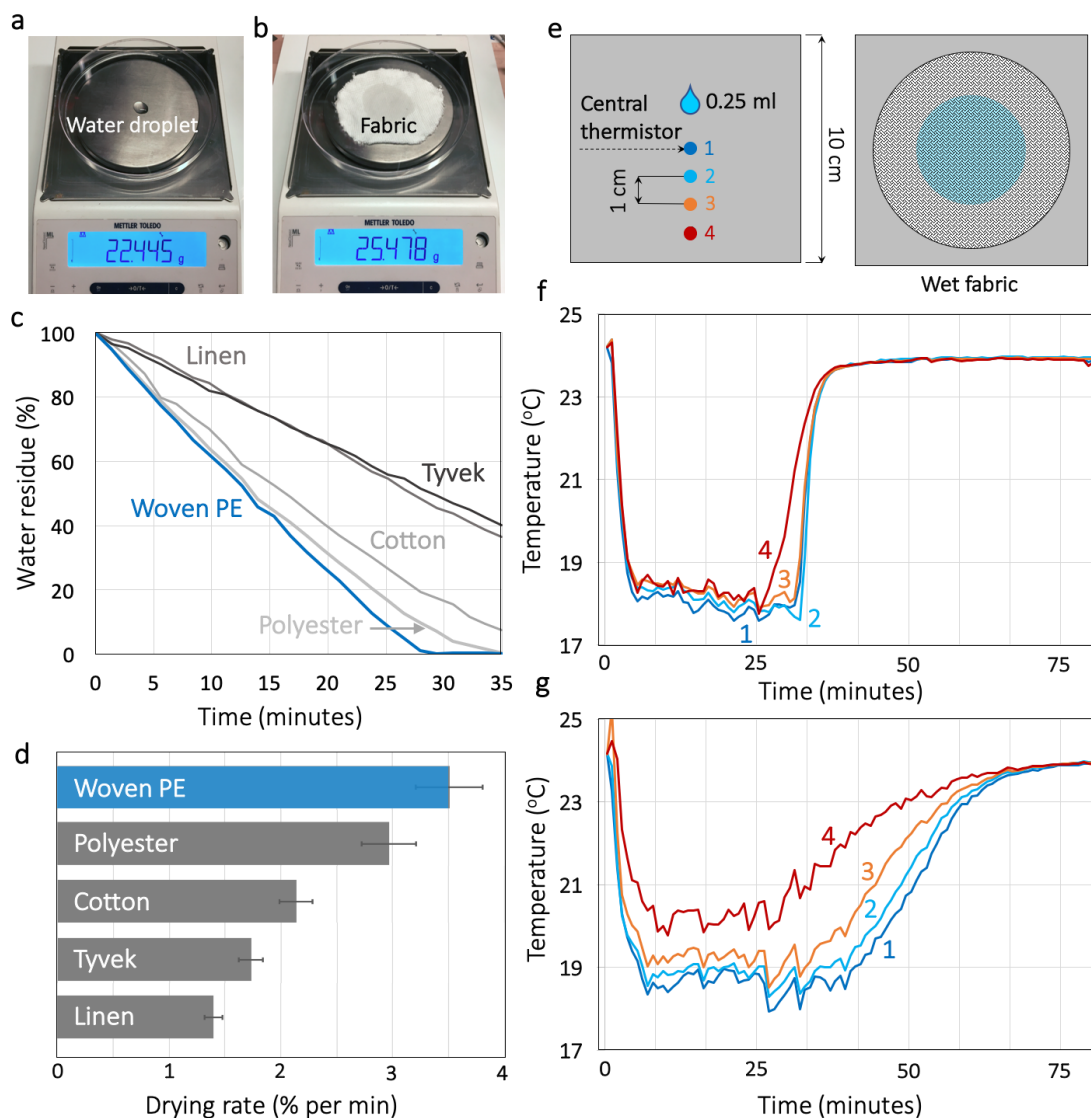 a
b
Water droplet
Fabric
METTLER TOLEDO
METTLER TOLEDO
22.445 g
25.478 g
→0/T←
→0/T←
c
100
80
60
40
20
0
Water residue (%)
Linen
Tyvek
Woven PE
Cotton
Polyester
0 5 10 15 20 25 30 35
Time (minutes)
d
Woven PE
Polyester
Cotton
Tyvek
Linen
0 1 2 3 4
Drying rate (% per min)
e
0.25 ml
Central
thermistor
1
2
3
4
1 cm
10 cm
Wet fabric
f
25
23
21
19
17
Temperature (°C)
4
3
1
2
0 25 50 75
Time (minutes)
g
25
23
21
19
17
Temperature (°C)
4
3
2
1
0 25 50 75
Time (minutes)